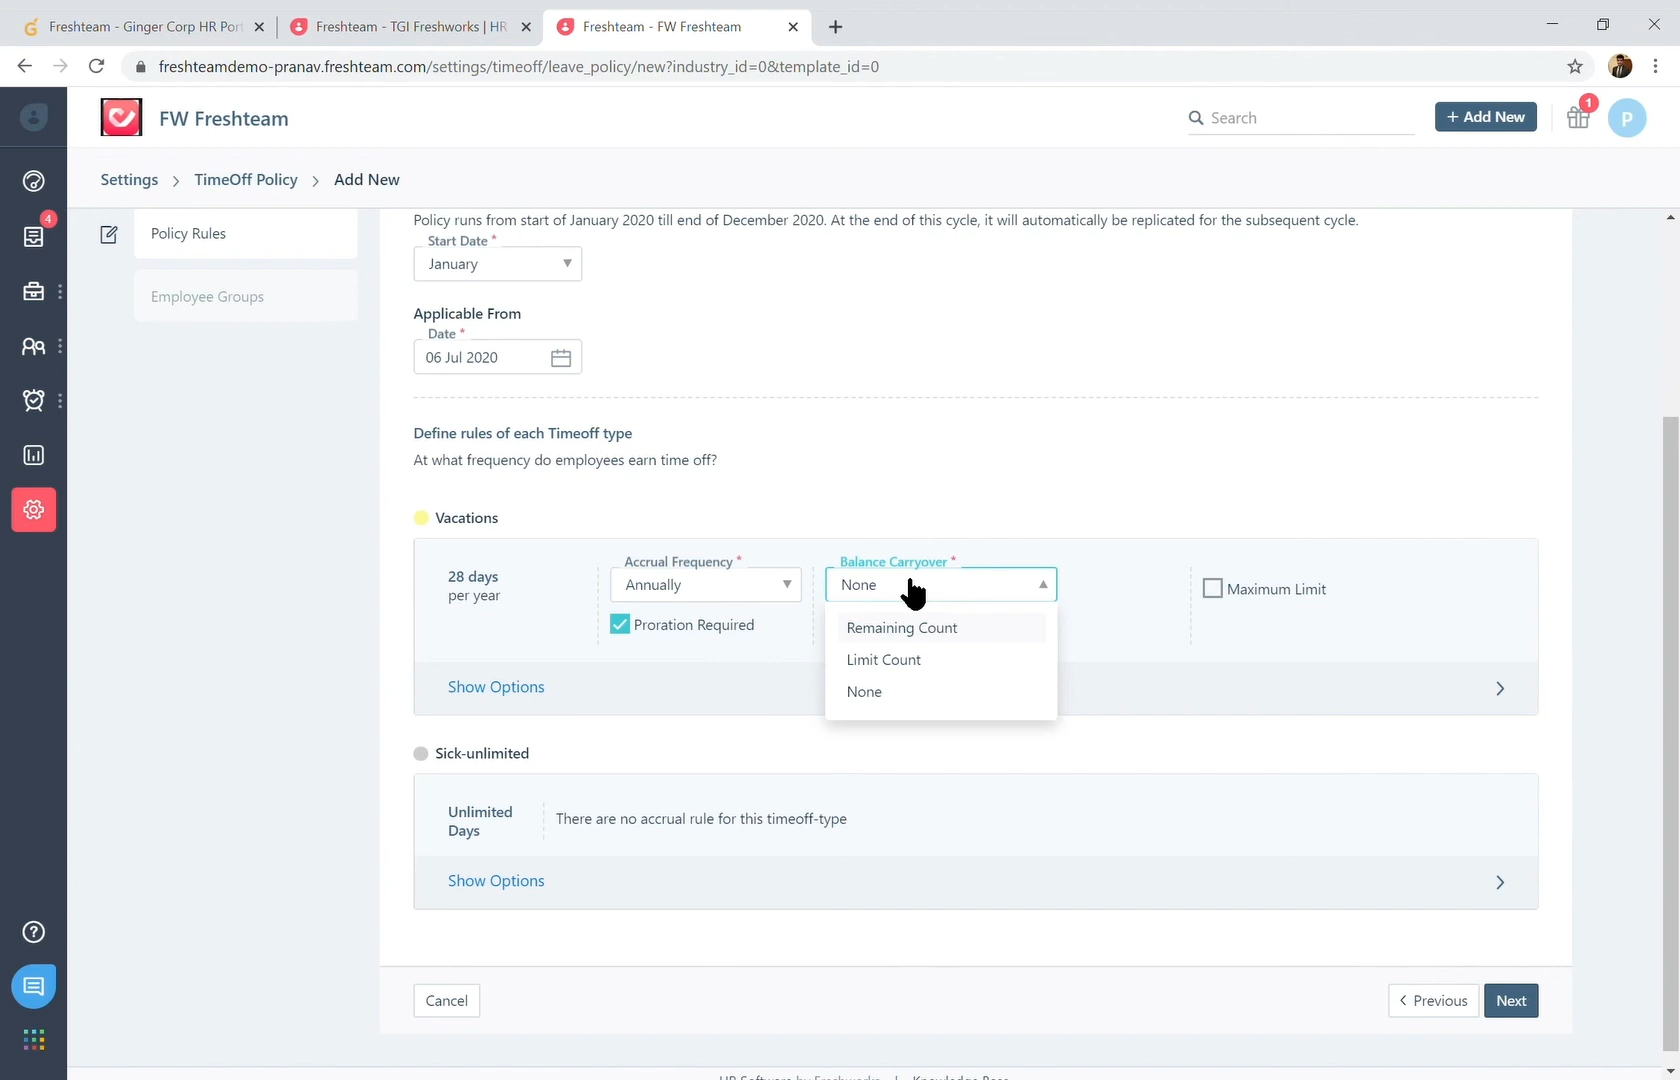 Freshteam - Ginger Corp HR Por
Freshteam - TGI Freshworks | HR
Freshteam - FW Freshteam
freshteamdemo-pranav.freshteam.com/settings/timeoff/leave_policy/new?industry_id=0&template_id=0
FW Freshteam
Search
+ Add New
1
P
Settings > TimeOff Policy > Add New
4
Policy Rules
Employee Groups
Policy runs from start of January 2020 till end of December 2020. At the end of this cycle, it will automatically be replicated for the subsequent cycle.
Start Date *
January
Applicable From
Date *
06 Jul 2020
Define rules of each Timeoff type
At what frequency do employees earn time off?
Vacations
28 days
per year
Accrual Frequency *
Annually
Proration Required
Balance Carryover *
None
Remaining Count
Limit Count
None
Maximum Limit
Show Options
Sick-unlimited
Unlimited
Days
There are no accrual rule for this timeoff-type
Show Options
Cancel
< Previous
Next
HR Software by Freshworks | Knowledge Base